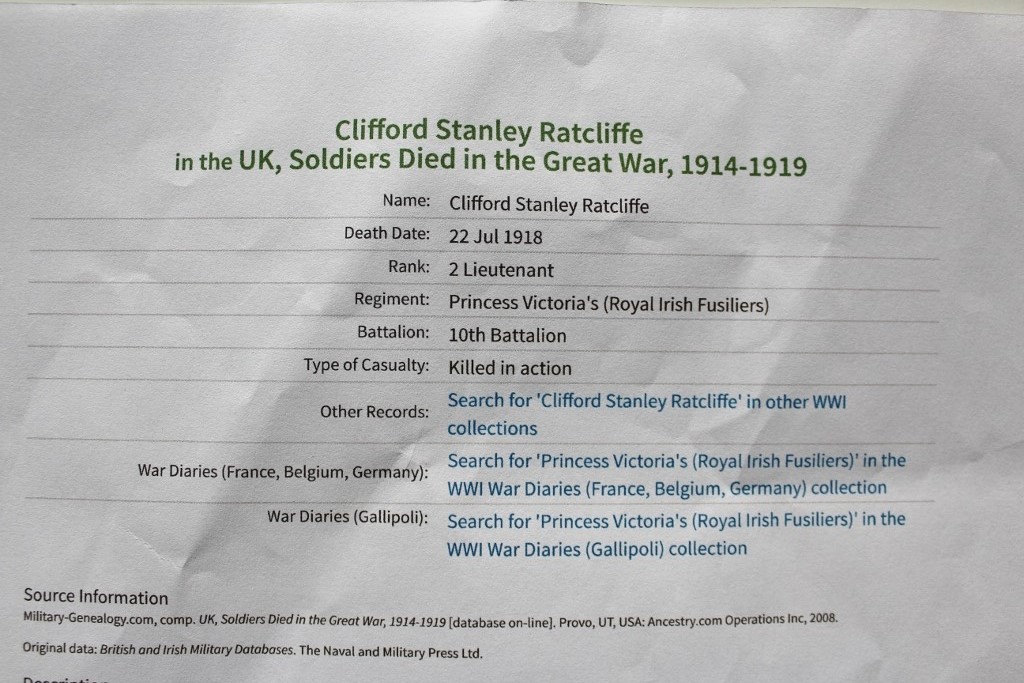 Clifford Stanley Ratcliffe
in the UK, Soldiers Died in the Great War, 1914-1919
Name: Clifford Stanley Ratcliffe
Death Date: 22 Jul 1918
Rank: 2 Lieutenant
Regiment: Princess Victoria's (Royal Irish Fusiliers)
Battalion: 10th Battalion
Type of Casualty: Killed in action
Other Records: Search for 'Clifford Stanley Ratcliffe' in other WWI
collections
War Diaries (France, Belgium, Germany): Search for 'Princess Victoria's (Royal Irish Fusiliers)' in the
WWI War Diaries (France, Belgium, Germany) collection
War Diaries (Gallipoli): Search for 'Princess Victoria's (Royal Irish Fusiliers)' in the
WWI War Diaries (Gallipoli) collection
Source Information
Military-Genealogy.com, comp. UK, Soldiers Died in the Great War, 1914-1919 [database on-line]. Provo, UT, USA: Ancestry.com Operations Inc, 2008.
Original data: British and Irish Military Databases. The Naval and Military Press Ltd.